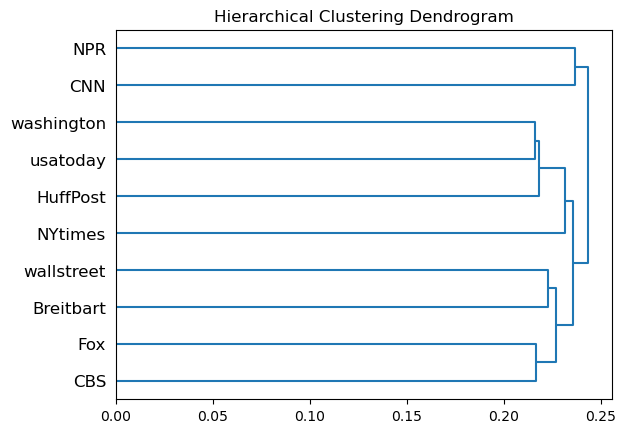 Hierarchical Clustering Dendrogram
NPR
CNN
washington
usatoday
HuffPost
NYtimes
wallstreet
Breitbart
Fox
CBS
0.00 0.05 0.10 0.15 0.20 0.25